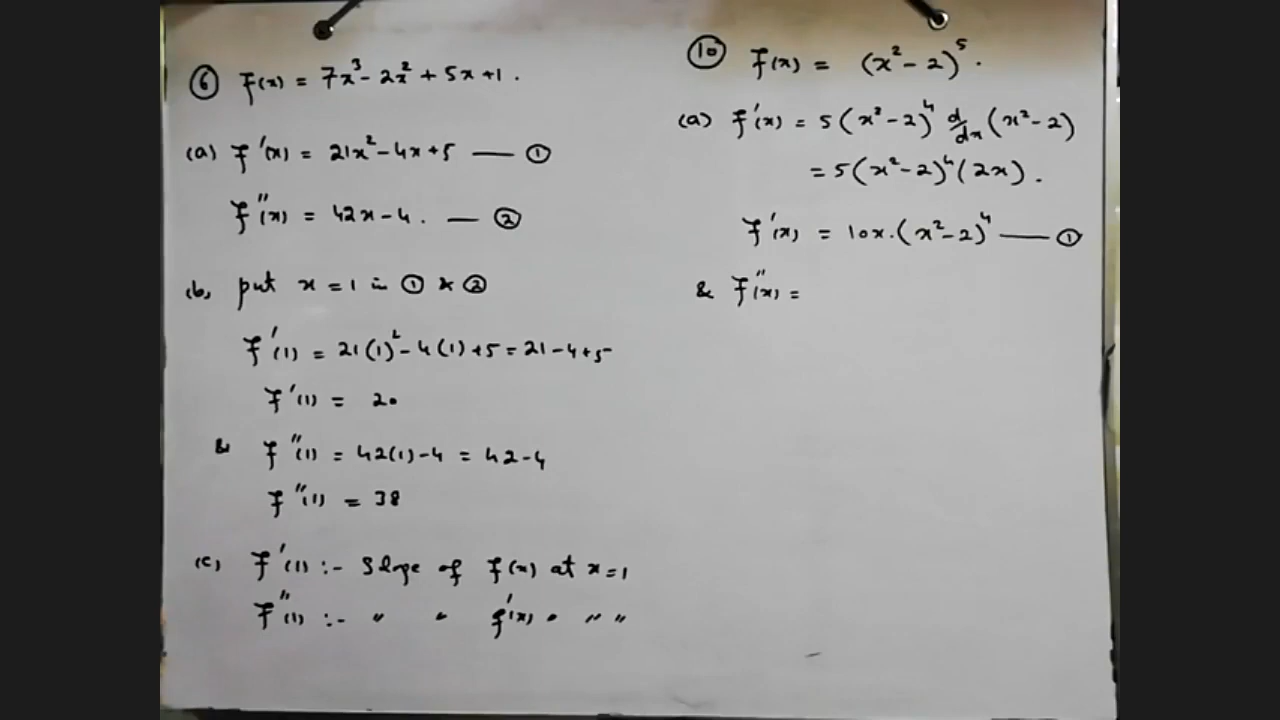 ⑥ f(x) = 7x³ - 2x² + 5x + 1 .
(a) f'(x) = 21x² - 4x + 5 — ①
f''(x) = 42x - 4 . — ②
(b) put x = 1 in ① & ②
f'(1) = 21(1)² - 4(1) + 5 = 21 - 4 + 5
f'(1) = 20
& f''(1) = 42(1) - 4 = 42 - 4
f''(1) = 38
(c) f'(1) :- Slope of f(x) at x = 1
f''(1) :- " " f'(x) " " "
⑩ f(x) = (x² - 2)⁵ .
(a) f'(x) = 5(x² - 2)⁴ d/dx (x² - 2)
= 5(x² - 2)⁴ (2x) .
f'(x) = 10x . (x² - 2)⁴ — ①
& f''(x) =